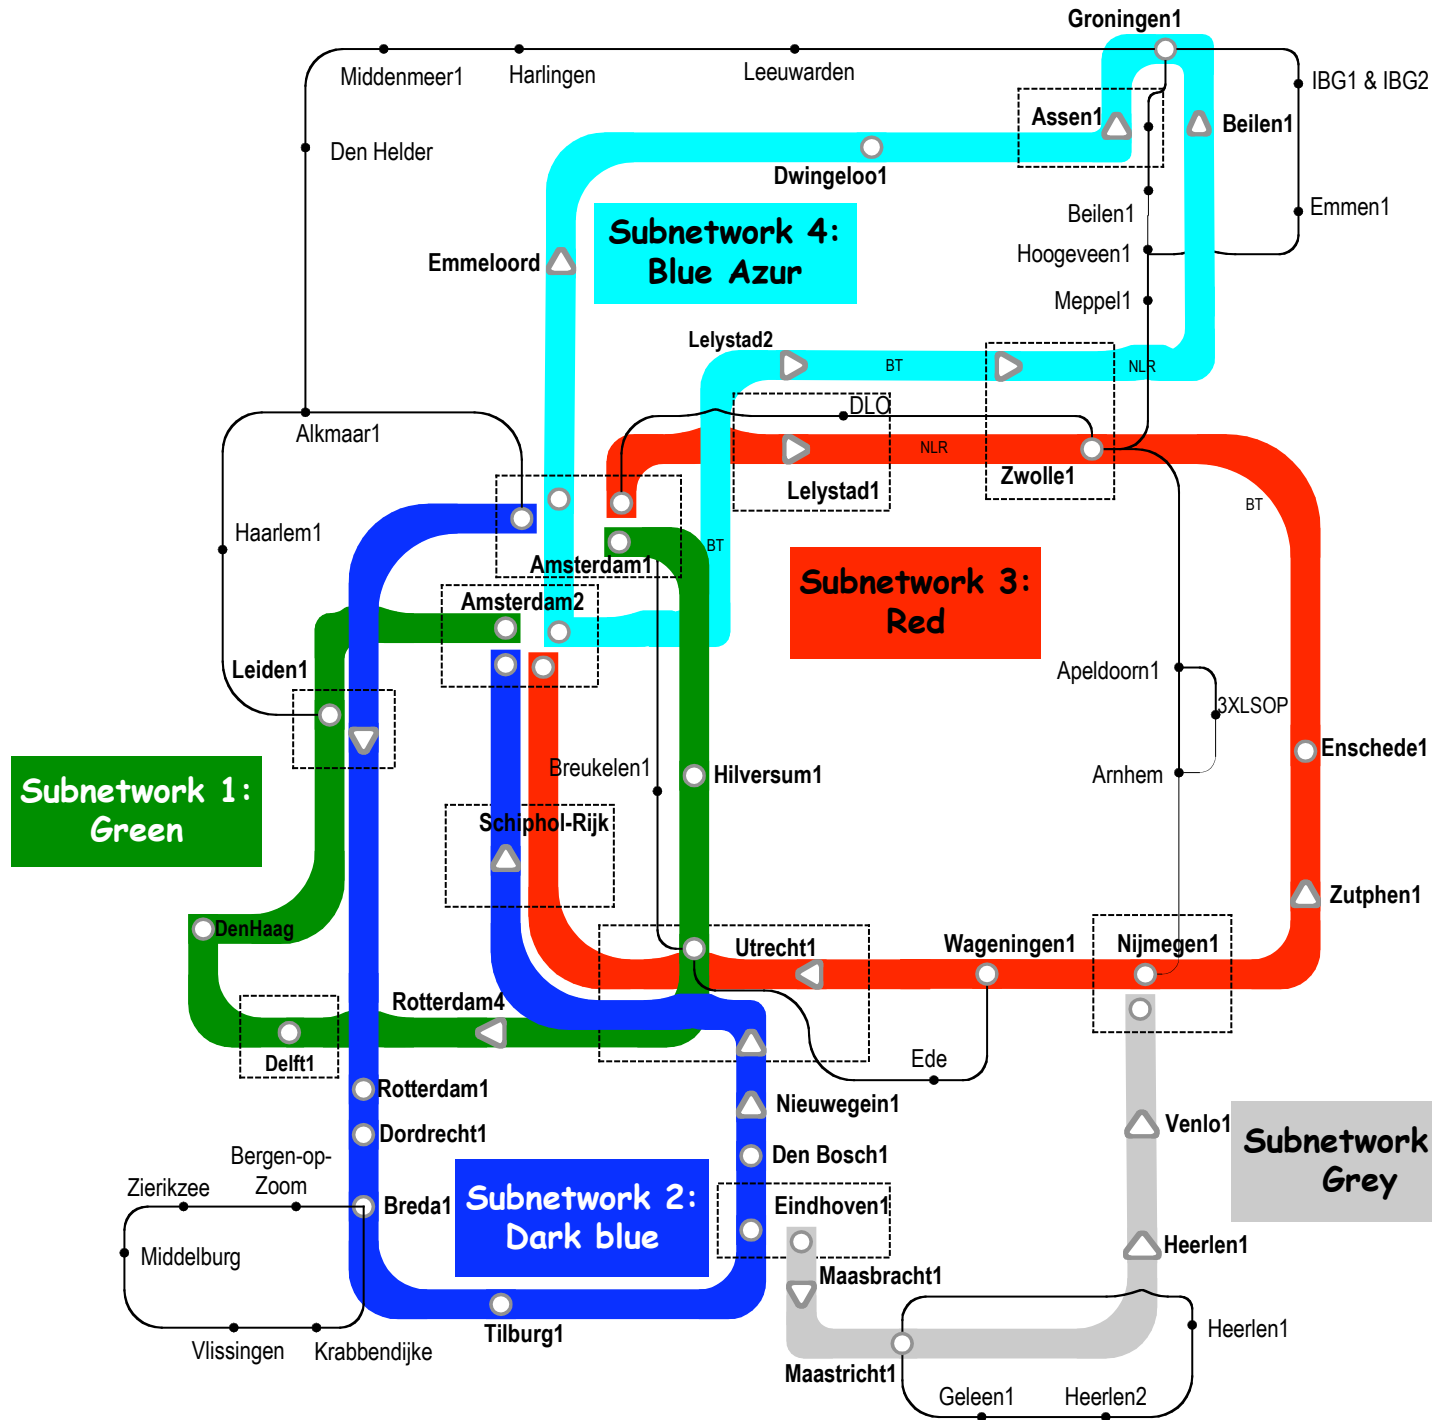 Groningen1
Middenmeer1
Harlingen
Leeuwarden
IBG1 & IBG2
Assen1
Beilen1
Den Helder
Dwingeloo1
Beilen1
Emmen1
Subnetwork 4:
Blue Azur
Emmeloord
Hoogeveen1
Meppel1
Lelystad2
BT
NLR
DLO
Alkmaar1
NLR
Zwolle1
Lelystad1
BT
Haarlem1
BT
Amsterdam1
Subnetwork 3:
Red
Amsterdam2
Leiden1
Apeldoorn1
3XLSOP
Enschede1
Breukelen1
Hilversum1
Arnhem
Subnetwork 1:
Green
Schiphol-Rijk
Zutphen1
DenHaag
Utrecht1
Wageningen1
Nijmegen1
Rotterdam4
Delft1
Ede
Rotterdam1
Nieuwegein1
Venlo1
Dordrecht1
Den Bosch1
Subnetwork
Grey
Bergen-op-
Zoom
Zierikzee
Breda1
Subnetwork 2:
Dark blue
Eindhoven1
Middelburg
Heerlen1
Maasbracht1
Tilburg1
Heerlen1
Vlissingen
Krabbendijke
Maastricht1
Geleen1
Heerlen2